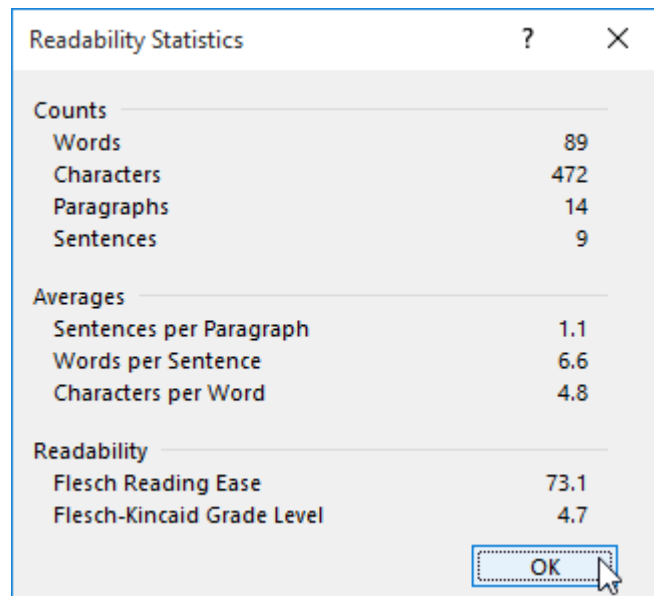 Readability Statistics ? ×
Counts
Words 89
Characters 472
Paragraphs 14
Sentences 9
Averages
Sentences per Paragraph 1.1
Words per Sentence 6.6
Characters per Word 4.8
Readability
Flesch Reading Ease 73.1
Flesch-Kincaid Grade Level 4.7
OK